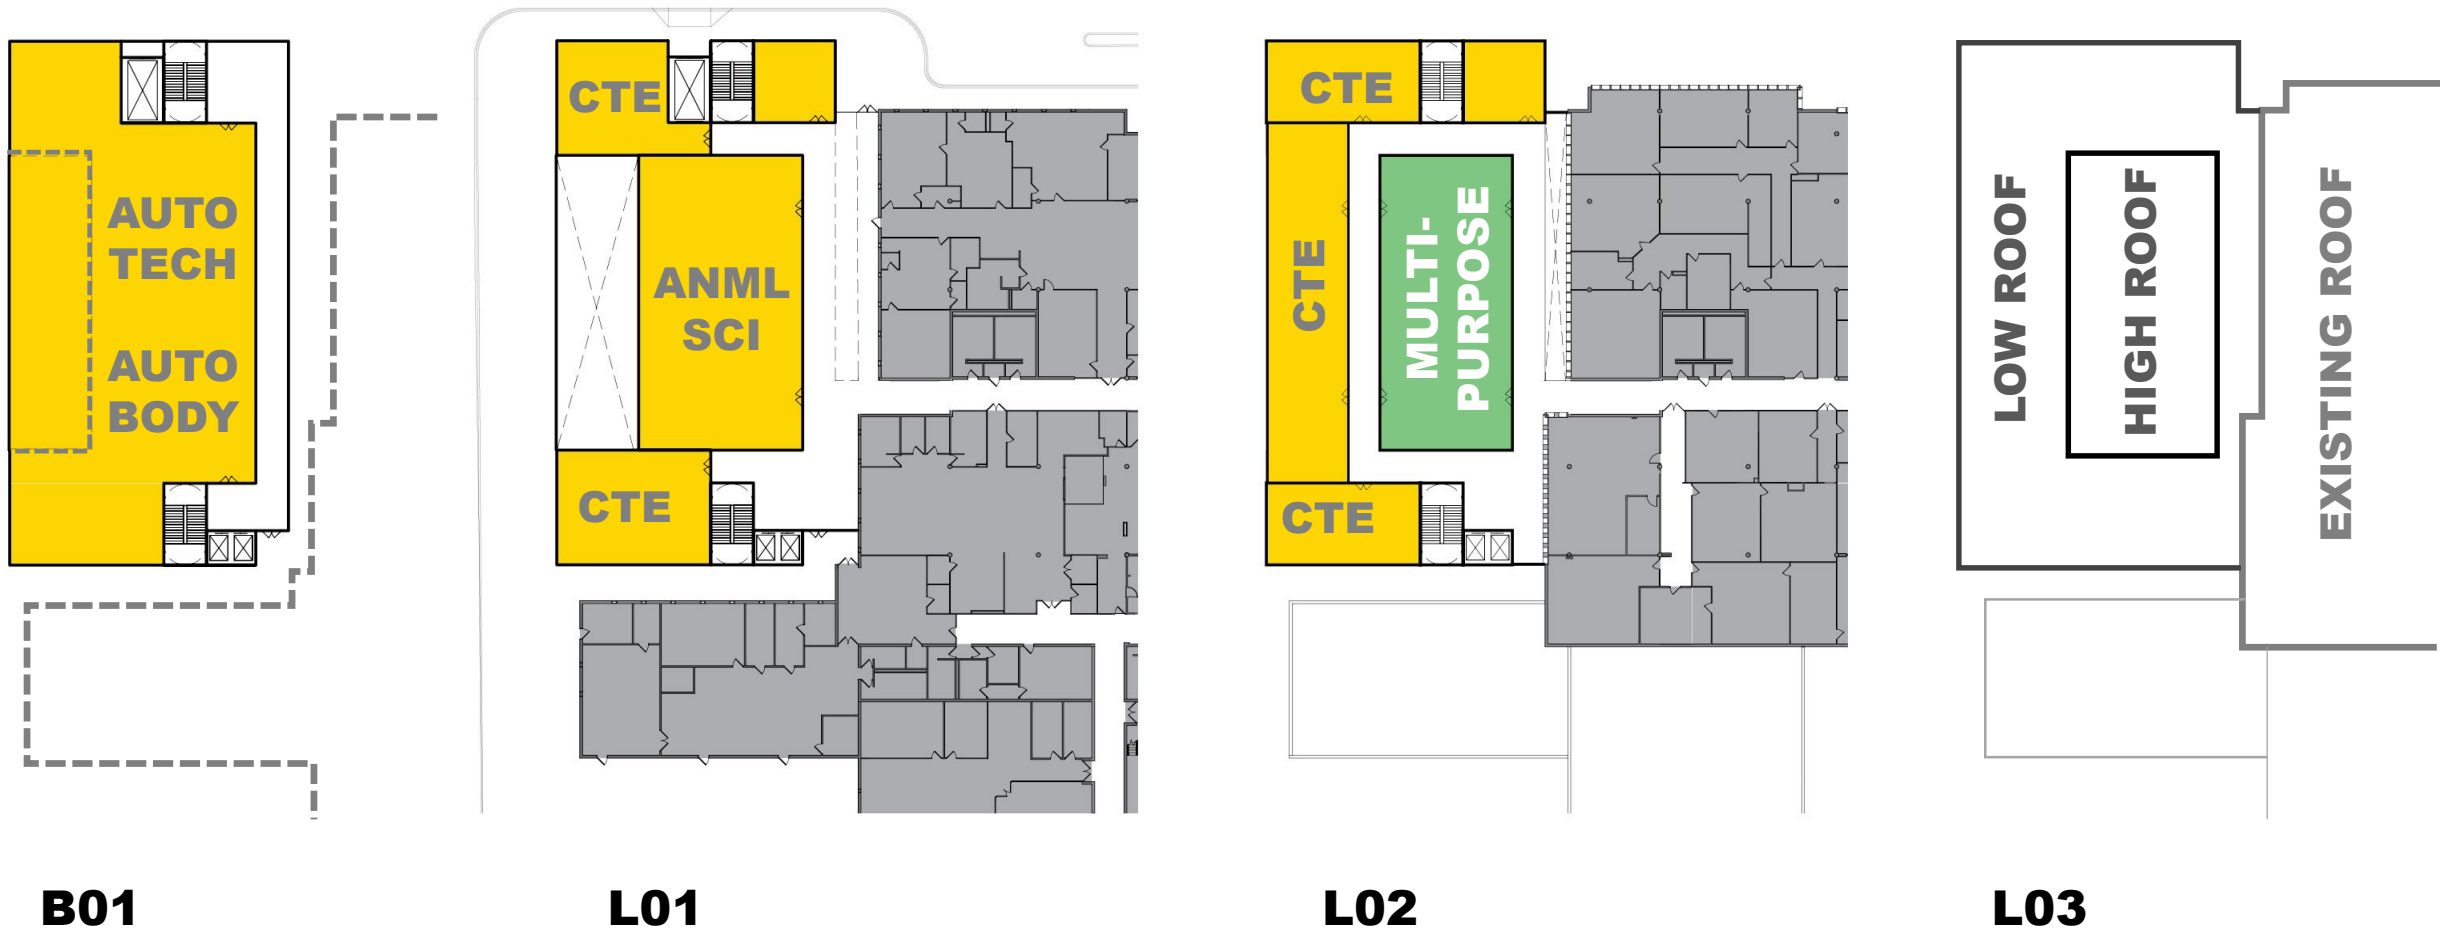 AUTO
TECH
AUTO
BODY
B01
CTE
ANML
SCI
CTE
L01
CTE
CTE
MULTI-
PURPOSE
CTE
L02
LOW ROOF
HIGH ROOF
EXISTING ROOF
L03